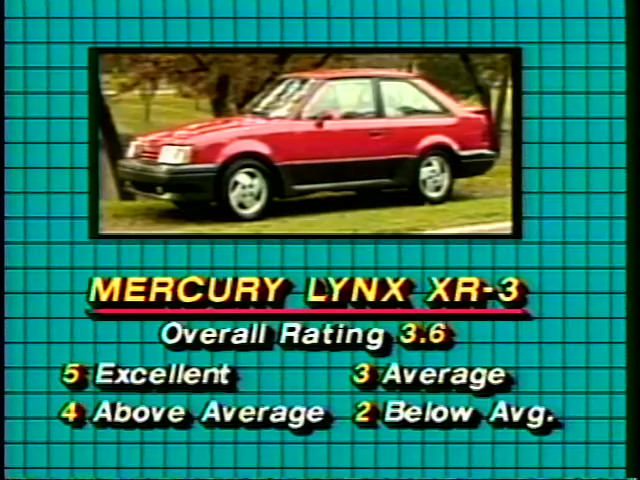 MERCURY LYNX XR-3
Overall Rating 3.6
5 Excellent 3 Average
4 Above Average 2 Below Avg.